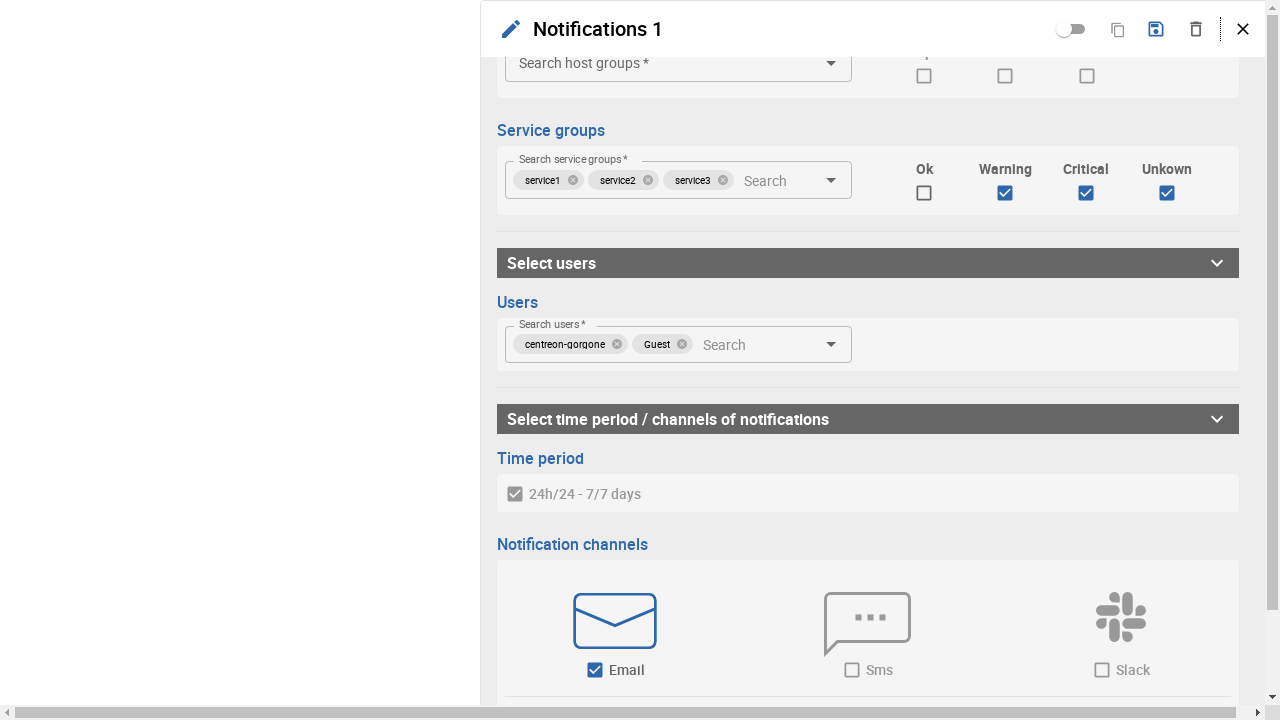 Notifications 1
Search host groups *
Service groups
Search service groups *
service1 service2 service3 Search
Ok Warning Critical Unkown
Select users
Users
Search users *
centreon-gorgone Guest Search
Select time period / channels of notifications
Time period
24h/24 - 7/7 days
Notification channels
Email Sms Slack